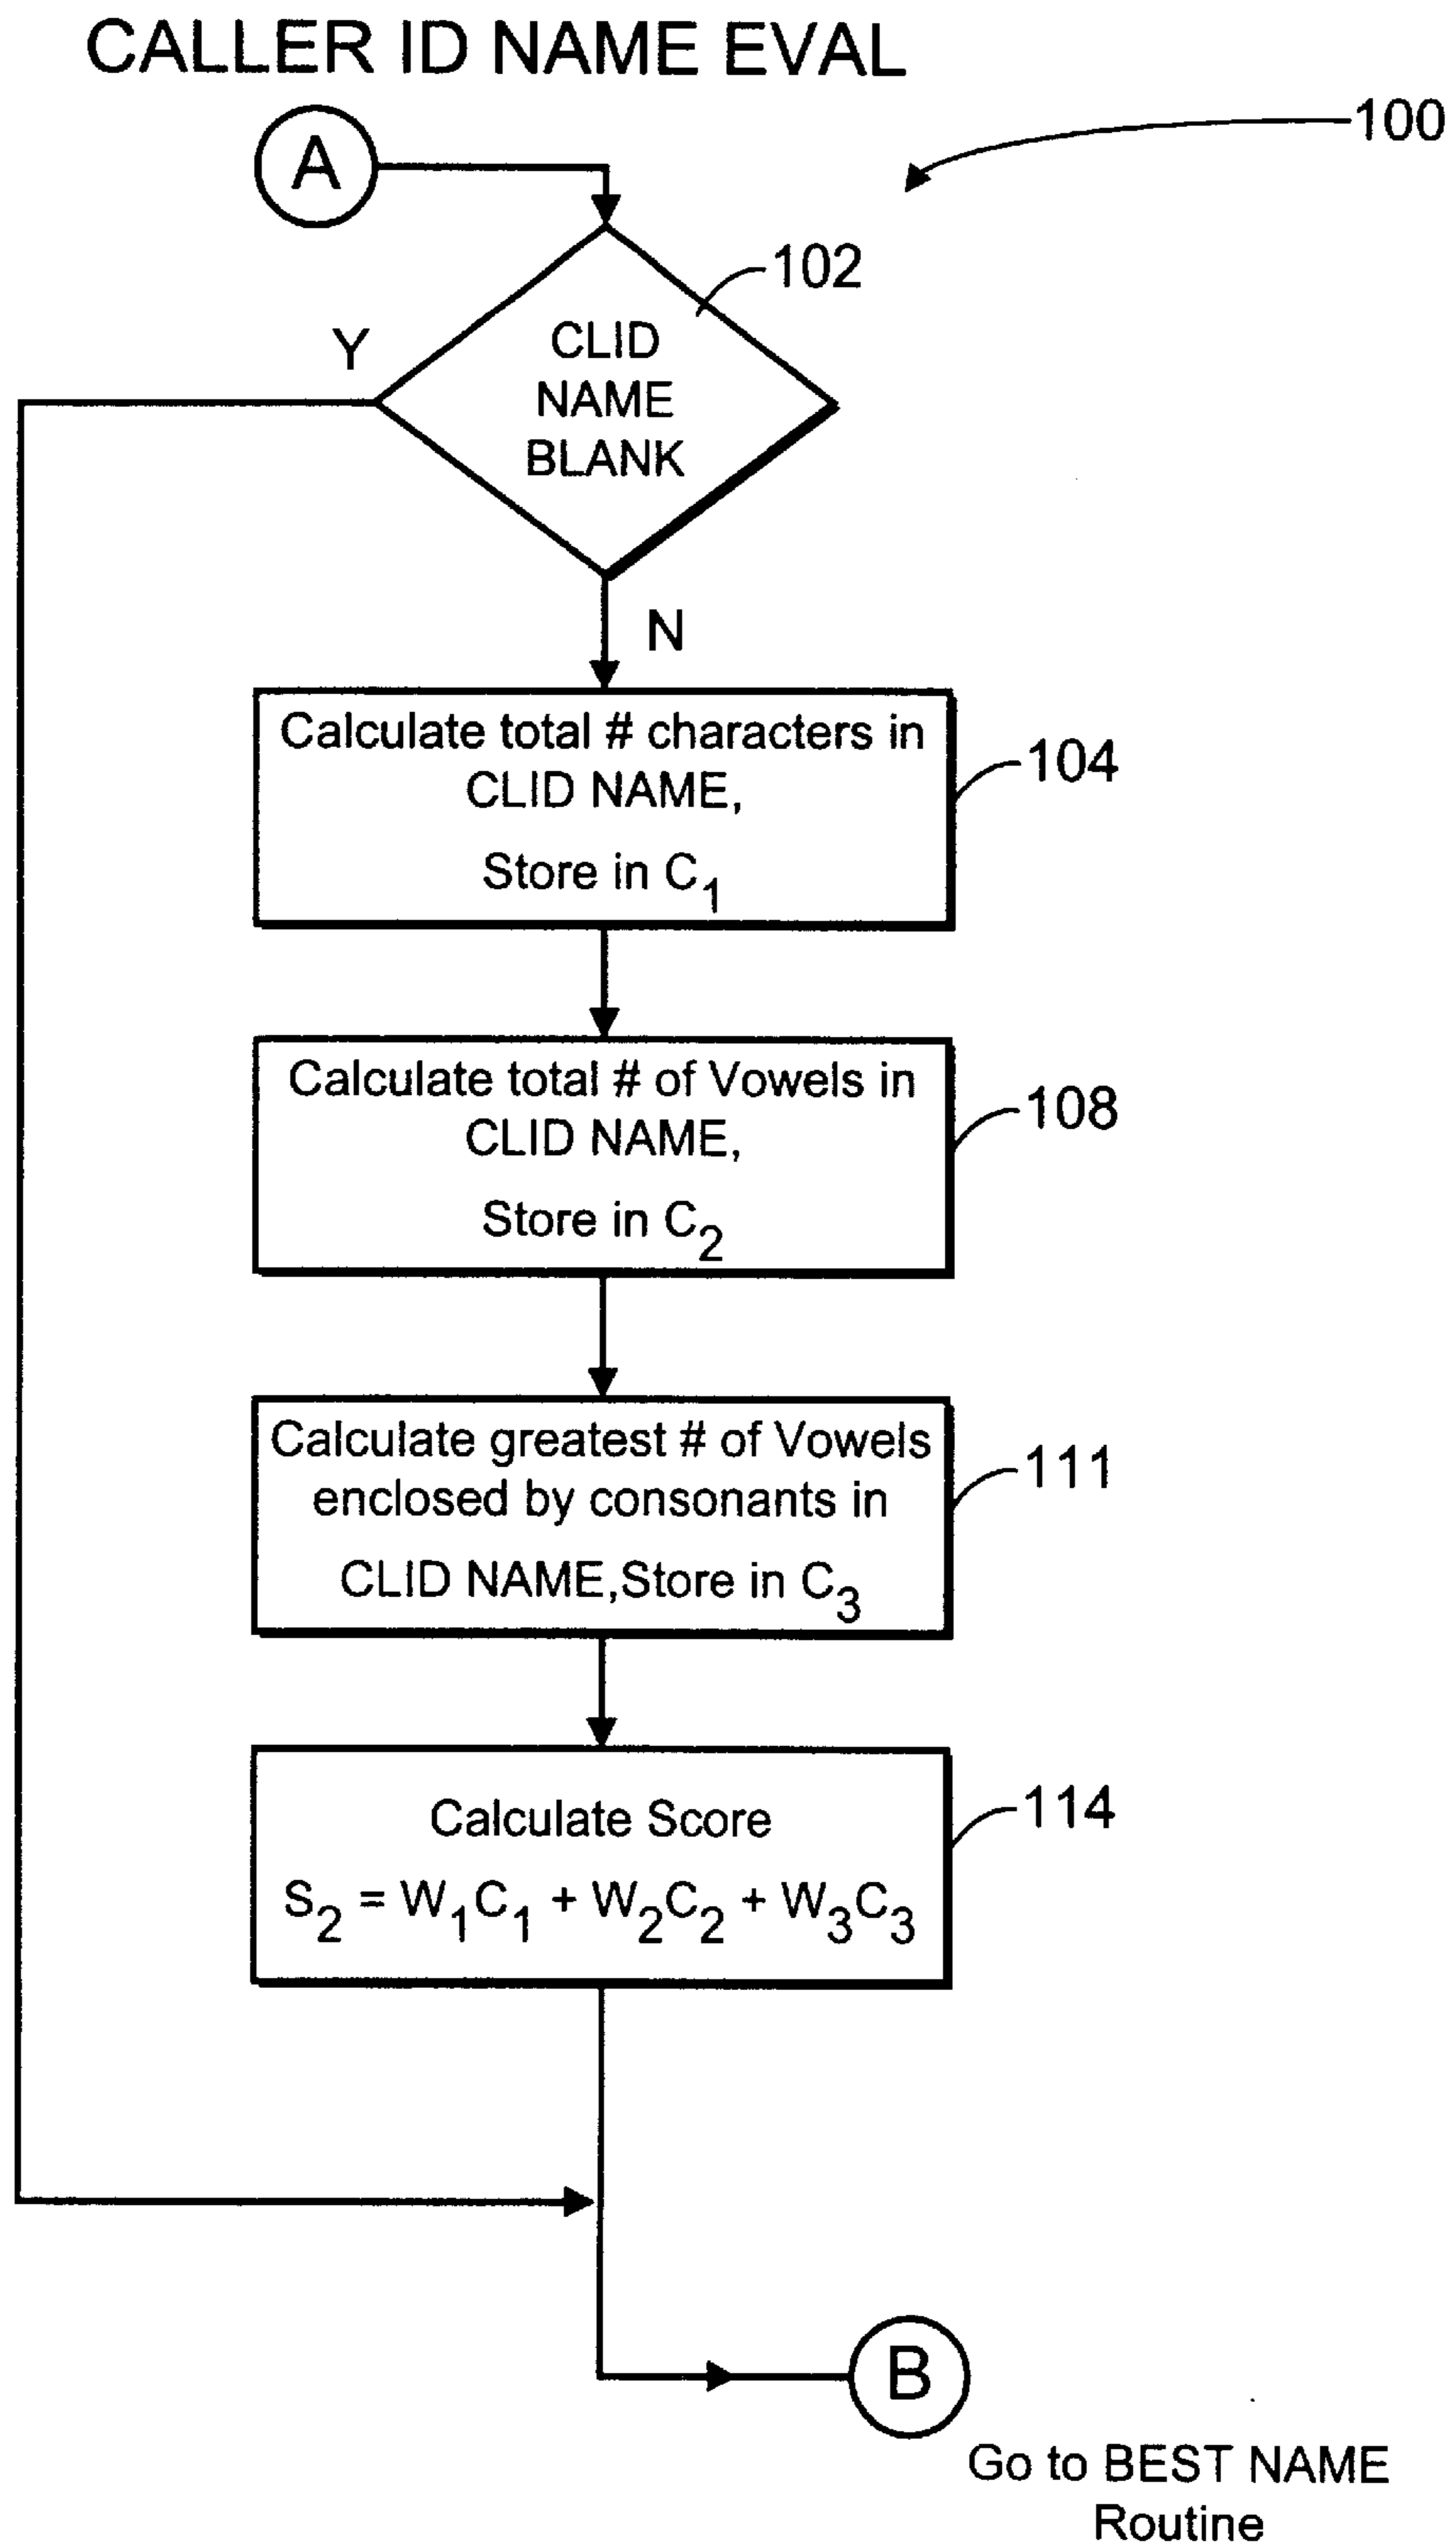 CALLER ID NAME EVAL
A
100
102
Y
CLID
NAME
BLANK
N
Calculate total # characters in
CLID NAME,
Store in C1
104
Calculate total # of Vowels in
CLID NAME,
Store in C2
108
Calculate greatest # of Vowels
enclosed by consonants in
CLID NAME,Store in C3
111
Calculate Score
S2 = W1C1 + W2C2 + W3C3
114
B
Go to BEST NAME
Routine